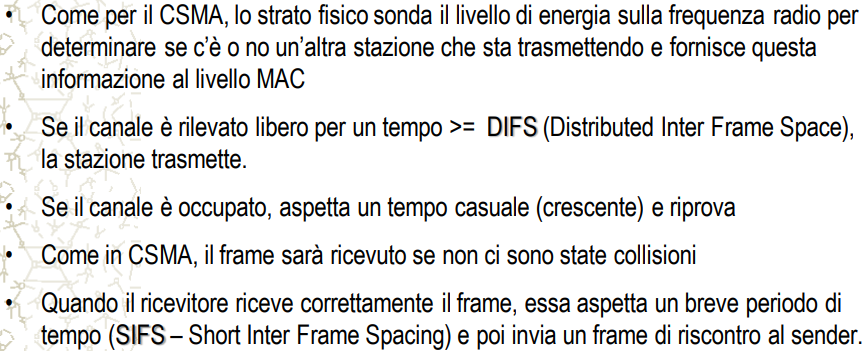 • Come per il CSMA, lo strato fisico sonda il livello di energia sulla frequenza radio per
determinare se c'è o no un'altra stazione che sta trasmettendo e fornisce questa
informazione al livello MAC
• Se il canale è rilevato libero per un tempo >= DIFS (Distributed Inter Frame Space),
la stazione trasmette.
• Se il canale è occupato, aspetta un tempo casuale (crescente) e riprova
• Come in CSMA, il frame sarà ricevuto se non ci sono state collisioni
• Quando il ricevitore riceve correttamente il frame, essa aspetta un breve periodo di
tempo (SIFS – Short Inter Frame Spacing) e poi invia un frame di riscontro al sender.